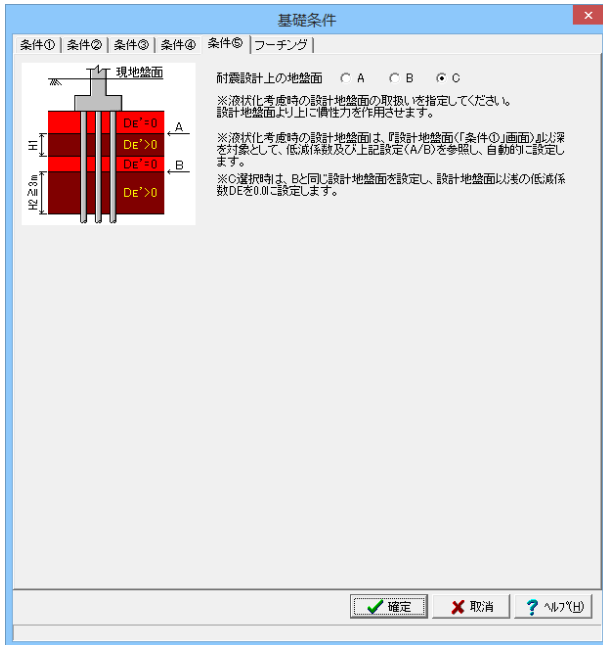 基礎条件
条件① 条件② 条件③ 条件④ 条件⑤ フーチング
現地盤面
DE'=0
A
H1
DE'>0
DE'=0
B
H2≧3m
DE'>0
耐震設計上の地盤面 A B C
※液状化考慮時の設計地盤面の取扱いを指定してください。
設計地盤面より上に慣性力を作用させます。
※液状化考慮時の設計地盤面は、『設計地盤面(「条件①」画面)』以深
を対象として、低減係数及び上記設定(A/B)を参照し、自動的に設定し
ます。
※C選択時は、Bと同じ設計地盤面を設定し、設計地盤面以浅の低減係
数DEを0.0に設定します。
確定 取消 ヘルプ(H)